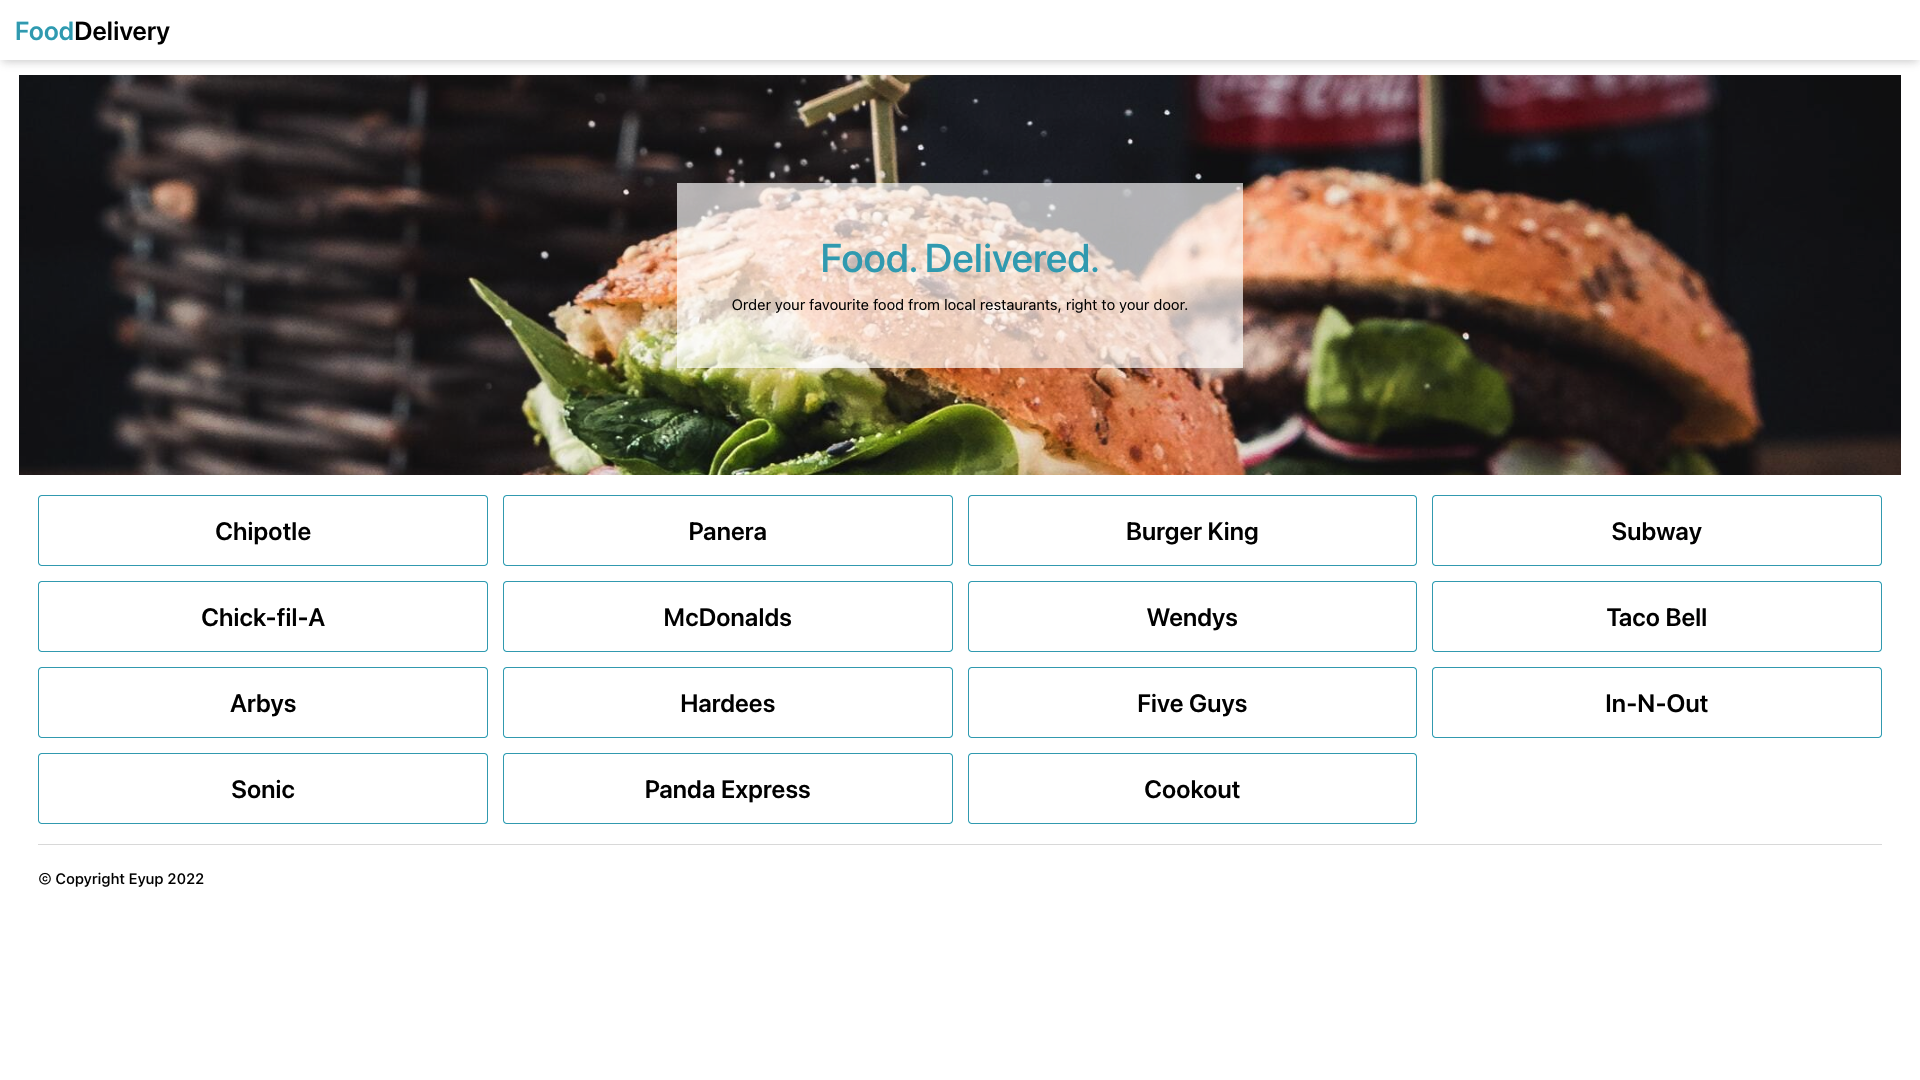 FoodDelivery
Food. Delivered.
Order your favourite food from local restaurants, right to your door.
Chipotle
Panera
Burger King
Subway
Chick-fil-A
McDonalds
Wendys
Taco Bell
Arbys
Hardees
Five Guys
In-N-Out
Sonic
Panda Express
Cookout
© Copyright Eyup 2022